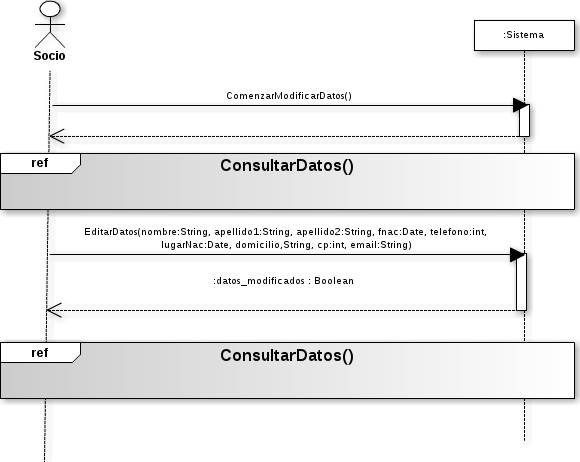 :Sistema
Socio
ComenzarModificarDatos()
ref
ConsultarDatos()
EditarDatos(nombre:String, apellido1:String, apellido2:String, fnac:Date, telefono:int,
lugarNac:Date, domicilio,String, cp:int, email:String)
:datos_modificados : Boolean
ref
ConsultarDatos()